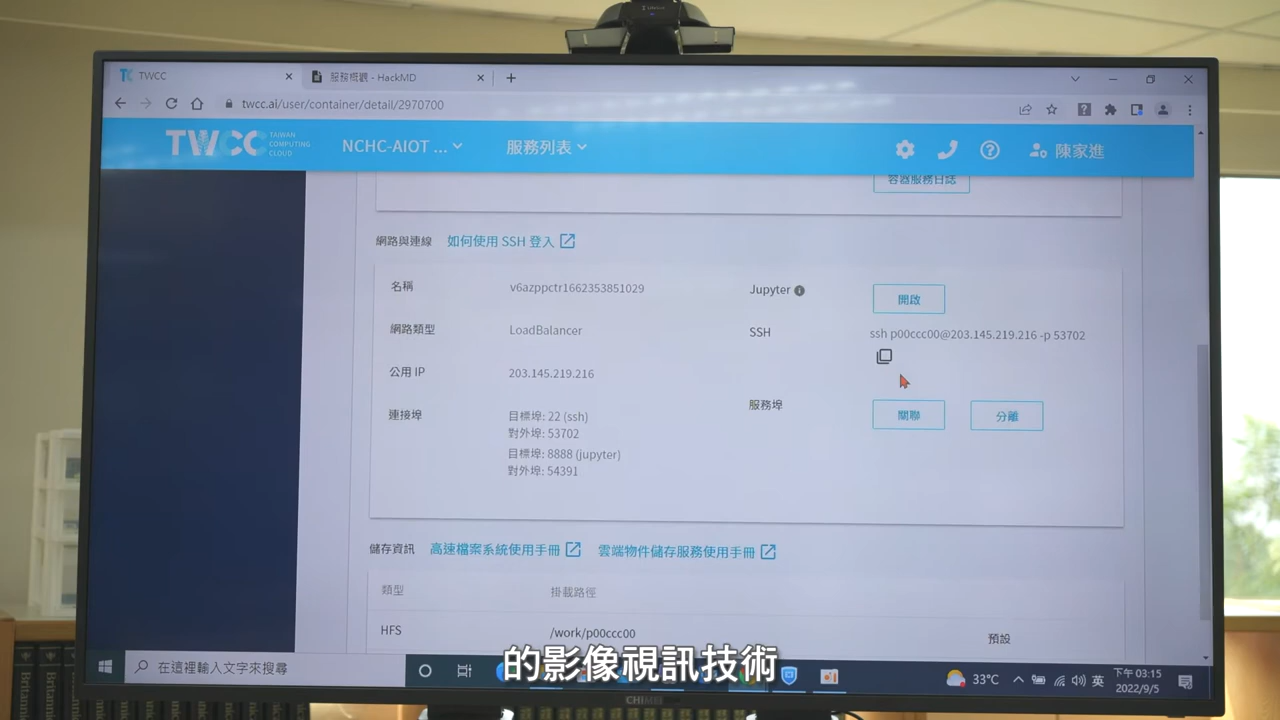 TWCC
服務概觀 - HackMD
twcc.ai/user/container/detail/2970700
TWCC TAIWAN COMPUTING CLOUD
NCHC-AIOT ...
服務列表
陳家進
容器服務日誌
網路與連線 如何使用 SSH 登入
名稱 v6azppctr1662353851029 Jupyter 開啟
網路類型 LoadBalancer SSH ssh p00ccc00@203.145.219.216 -p 53702
公用 IP 203.145.219.216
連接埠 目標埠: 22 (ssh) 服務埠 關聯 分離
對外埠: 53702
目標埠: 8888 (jupyter)
對外埠: 54391
儲存資訊 高速檔案系統使用手冊 雲端物件儲存服務使用手冊
類型 掛載路徑
HFS /work/p00ccc00 預設
在這裡輸入文字來搜尋
33°C 英 下午 03:15
2022/9/5
的影像視訊技術
CHIMEI